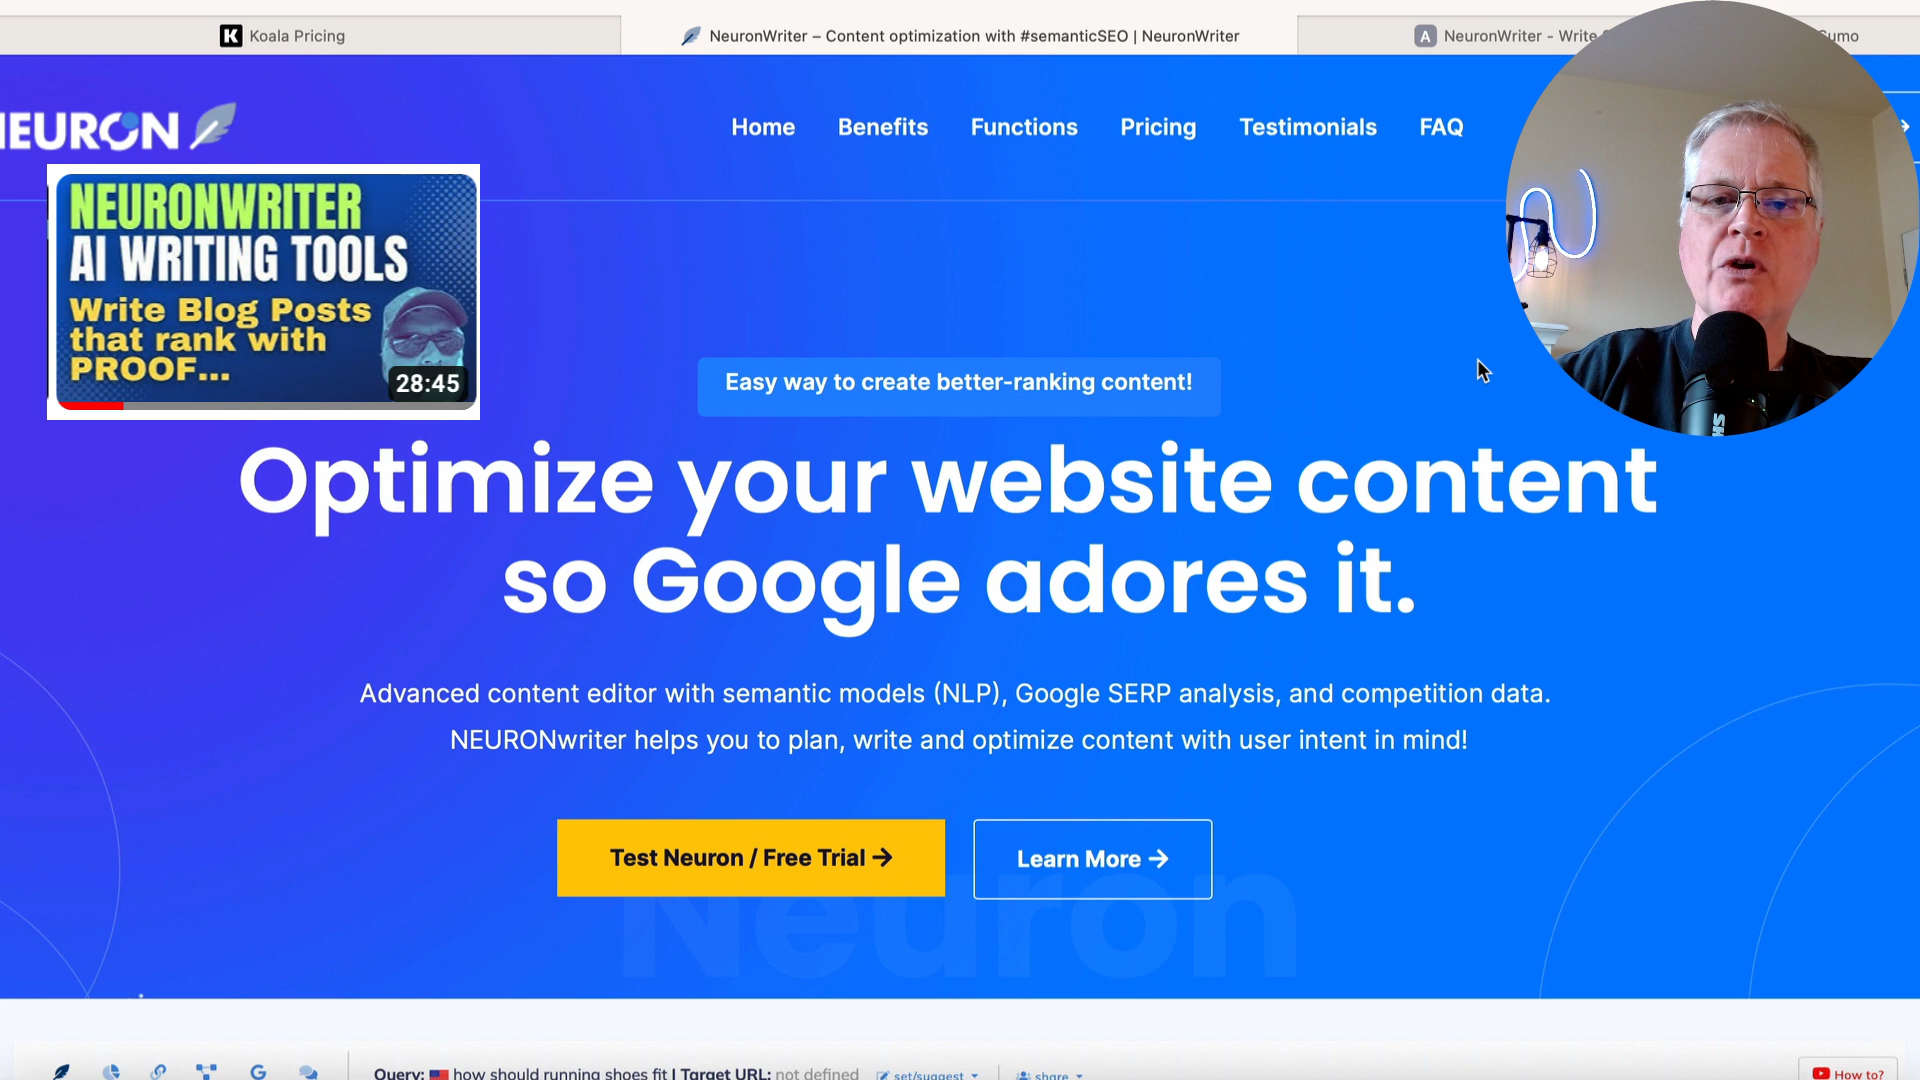 Koala Pricing
NeuronWriter – Content optimization with #semanticSEO | NeuronWriter
NeuronWriter - Write
NEURON
Home Benefits Functions Pricing Testimonials FAQ
NEURONWRITER
AI WRITING TOOLS
Write Blog Posts
that rank with
PROOF...
28:45
Easy way to create better-ranking content!
Optimize your website content
so Google adores it.
Advanced content editor with semantic models (NLP), Google SERP analysis, and competition data.
NEURONwriter helps you to plan, write and optimize content with user intent in mind!
Test Neuron / Free Trial → Learn More →
Neuron
Query: how should running shoes fit | Target URL: not defined set/suggest share How to?